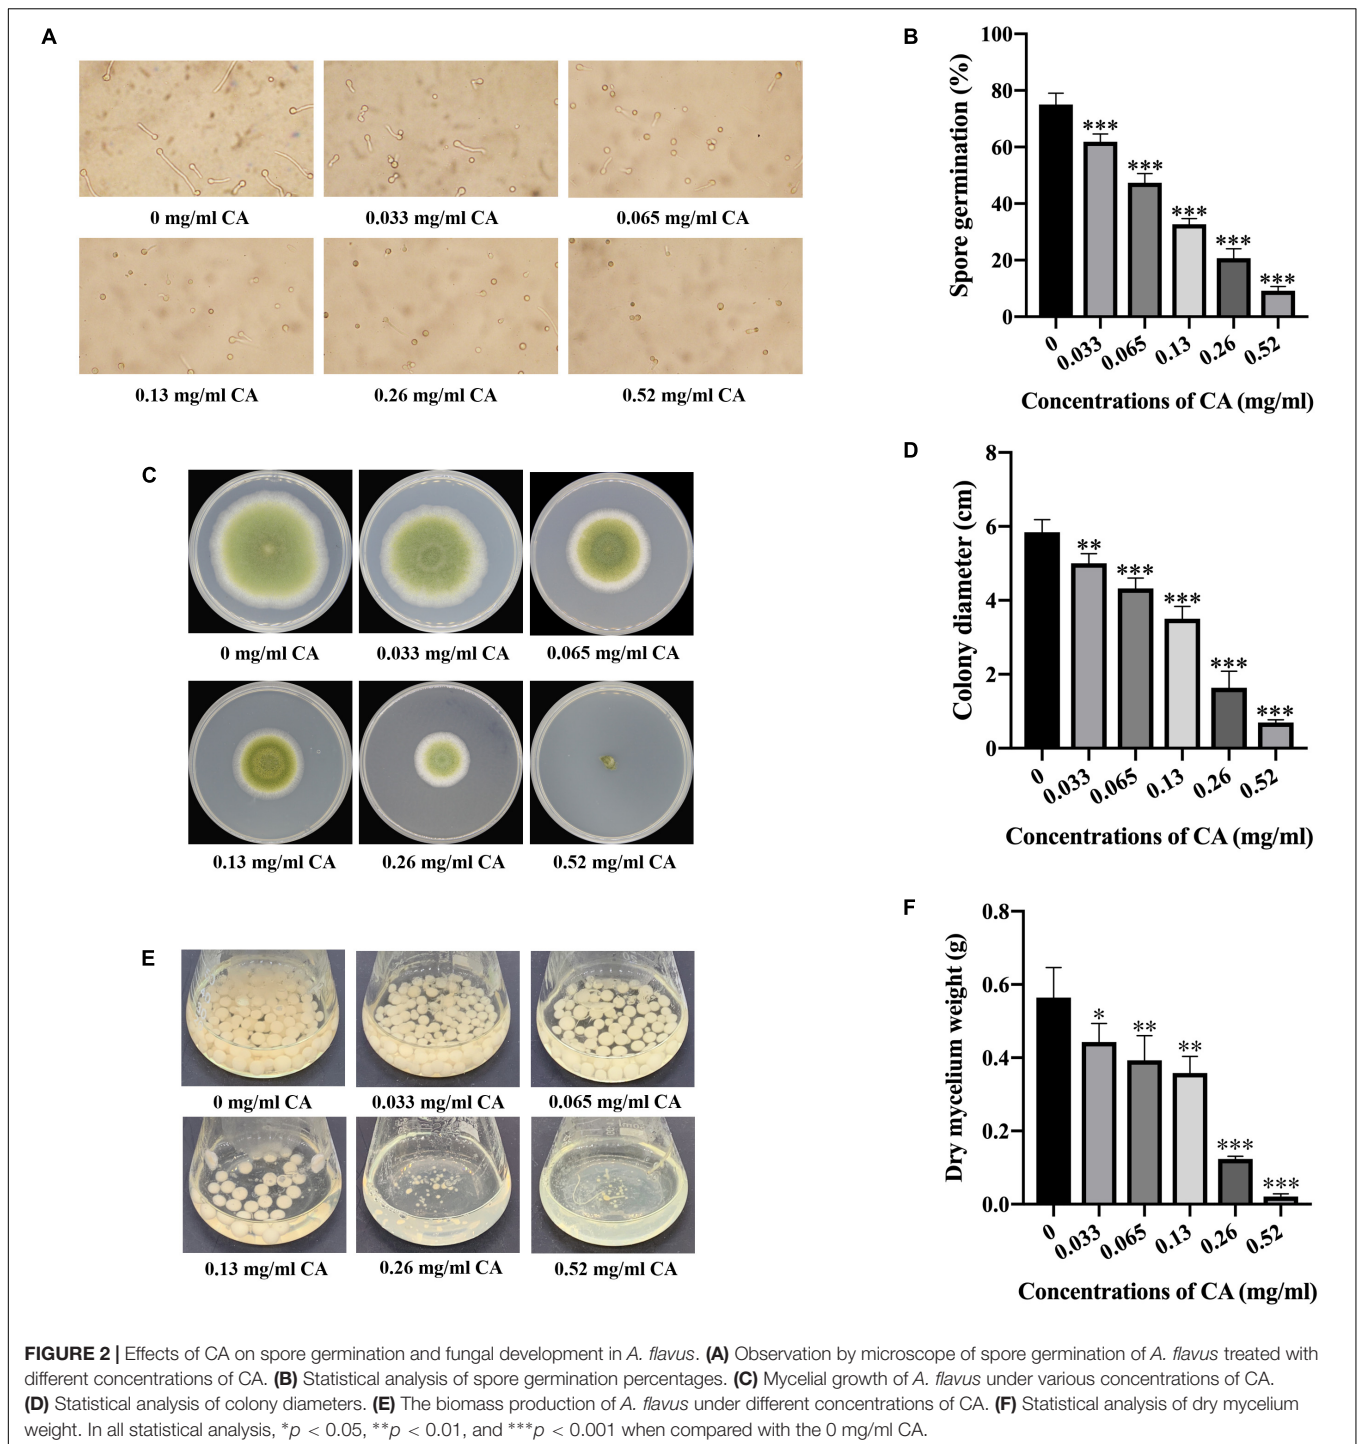 A
0 mg/ml CA
0.033 mg/ml CA
0.065 mg/ml CA
0.13 mg/ml CA
0.26 mg/ml CA
0.52 mg/ml CA
B
Spore germination (%)
100
80
60
40
20
0
***
***
***
***
***
0
0.033
0.065
0.13
0.26
0.52
Concentrations of CA (mg/ml)
C
0 mg/ml CA
0.033 mg/ml CA
0.065 mg/ml CA
0.13 mg/ml CA
0.26 mg/ml CA
0.52 mg/ml CA
D
Colony diameter (cm)
8
6
4
2
0
**
***
***
***
***
0
0.033
0.065
0.13
0.26
0.52
Concentrations of CA (mg/ml)
E
0 mg/ml CA
0.033 mg/ml CA
0.065 mg/ml CA
0.13 mg/ml CA
0.26 mg/ml CA
0.52 mg/ml CA
F
Dry mycelium weight (g)
0.8
0.6
0.4
0.2
0.0
*
**
**
***
***
0
0.033
0.065
0.13
0.26
0.52
Concentrations of CA (mg/ml)
FIGURE 2 | Effects of CA on spore germination and fungal development in A. flavus. (A) Observation by microscope of spore germination of A. flavus treated with
different concentrations of CA. (B) Statistical analysis of spore germination percentages. (C) Mycelial growth of A. flavus under various concentrations of CA.
(D) Statistical analysis of colony diameters. (E) The biomass production of A. flavus under different concentrations of CA. (F) Statistical analysis of dry mycelium
weight. In all statistical analysis, *p < 0.05, **p < 0.01, and ***p < 0.001 when compared with the 0 mg/ml CA.